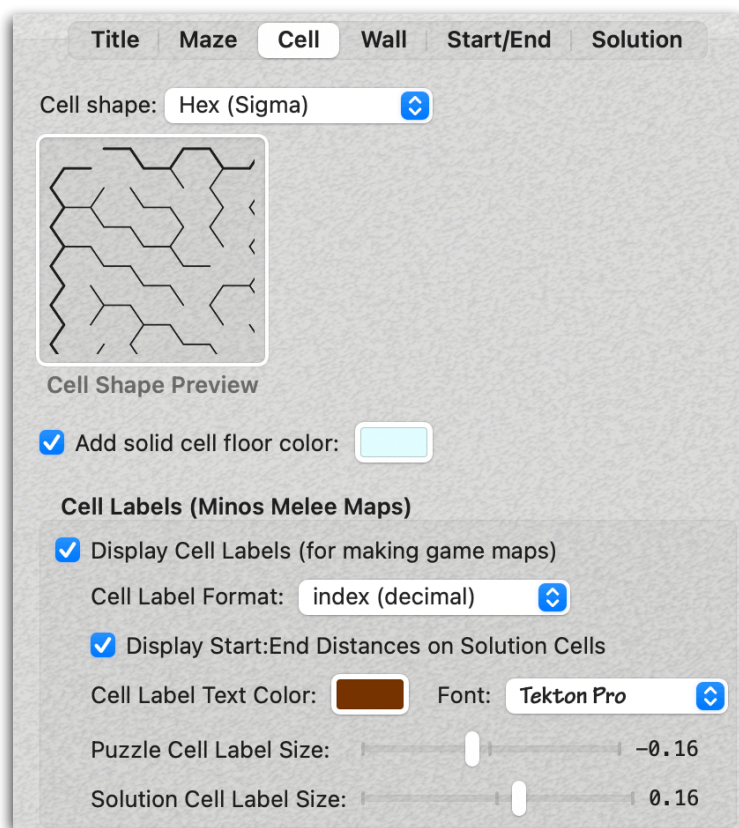 Title Maze Cell Wall Start/End Solution
Cell shape: Hex (Sigma)
Cell Shape Preview
Add solid cell floor color:
Cell Labels (Minos Melee Maps)
Display Cell Labels (for making game maps)
Cell Label Format: index (decimal)
Display Start:End Distances on Solution Cells
Cell Label Text Color: Font: Tekton Pro
Puzzle Cell Label Size: -0.16
Solution Cell Label Size: 0.16